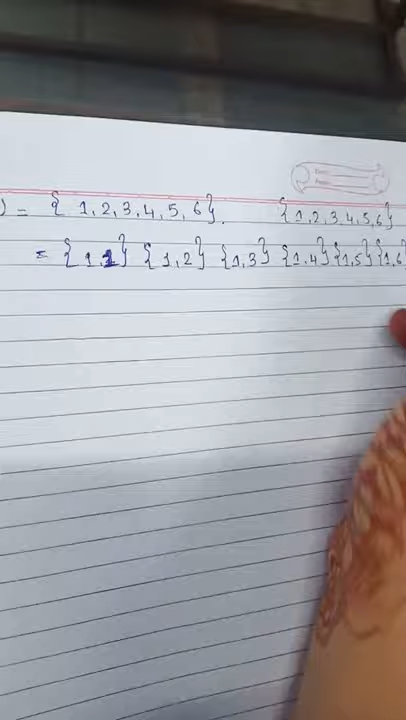 ) = { 1, 2, 3, 4, 5, 6}. { 1, 2, 3, 4, 5, 6}
= { 1, 1} { 1, 2} { 1, 3} { 1, 4} { 1, 5} { 1, 6